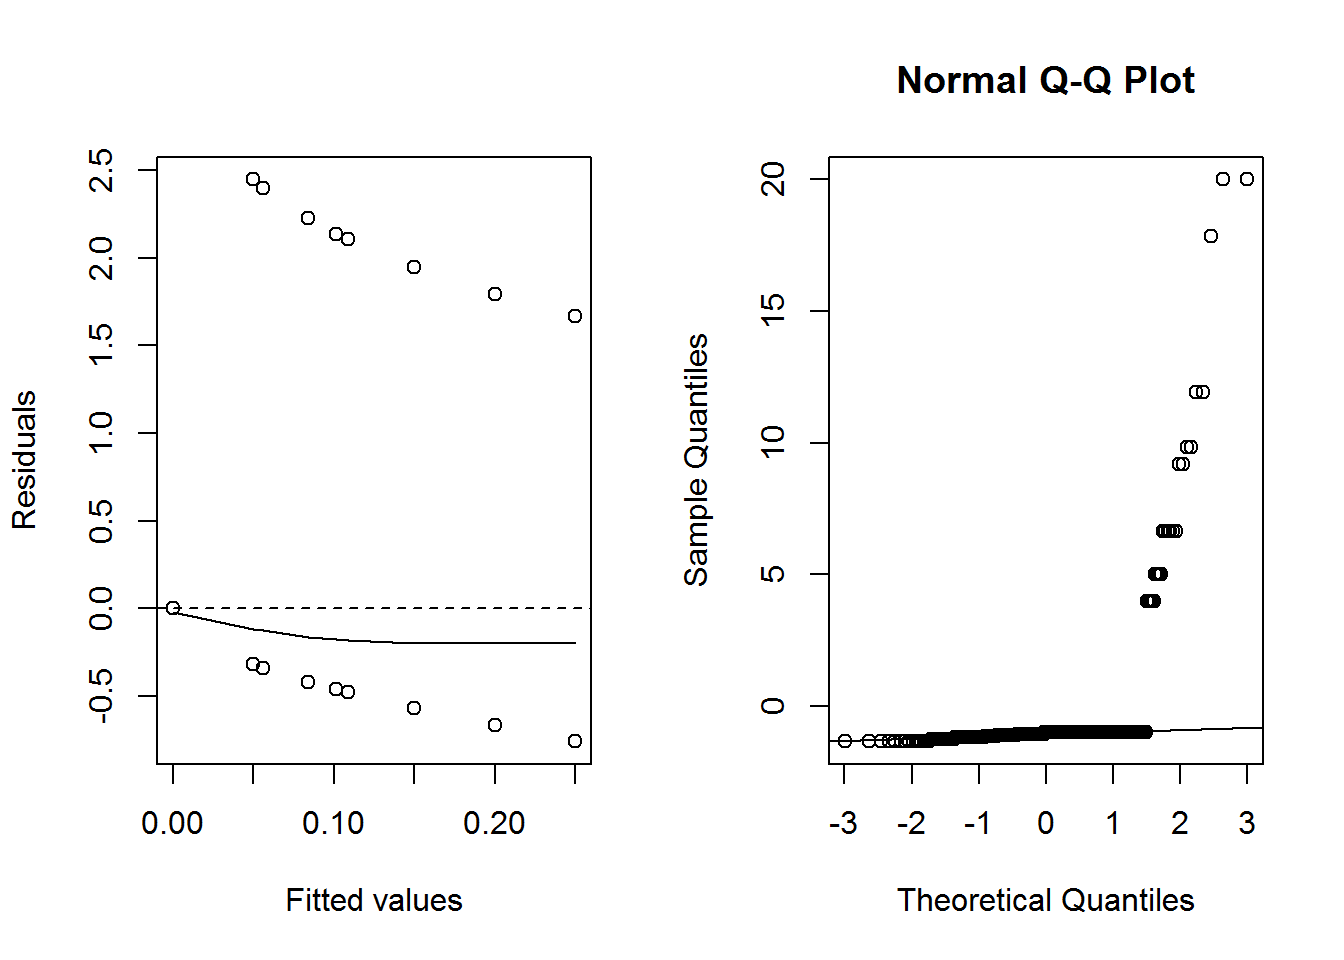 Residuals
2.5
2.0
1.5
1.0
0.5
0.0
-0.5
0.00 0.10 0.20
Fitted values
Normal Q-Q Plot
Sample Quantiles
20
15
10
5
0
-3 -2 -1 0 1 2 3
Theoretical Quantiles